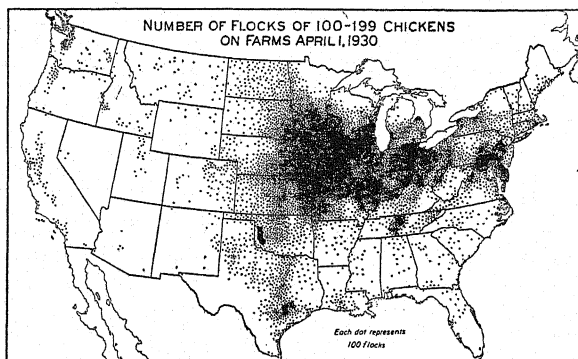 NUMBER OF FLOCKS OF 100-199 CHICKENS
ON FARMS APRIL 1, 1930
Each dot represents
100 flocks